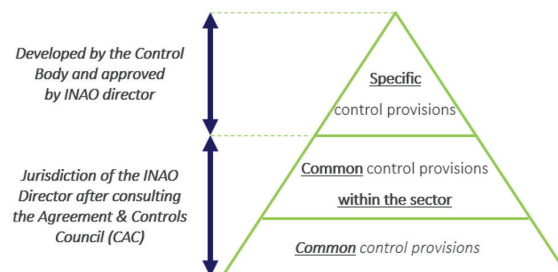 Developed by the Control
Body and approved
by INAO director
Specific
control provisions
Jurisdiction of the INAO
Director after consulting
the Agreement & Controls
Council (CAC)
Common control provisions
within the sector
Common control provisions